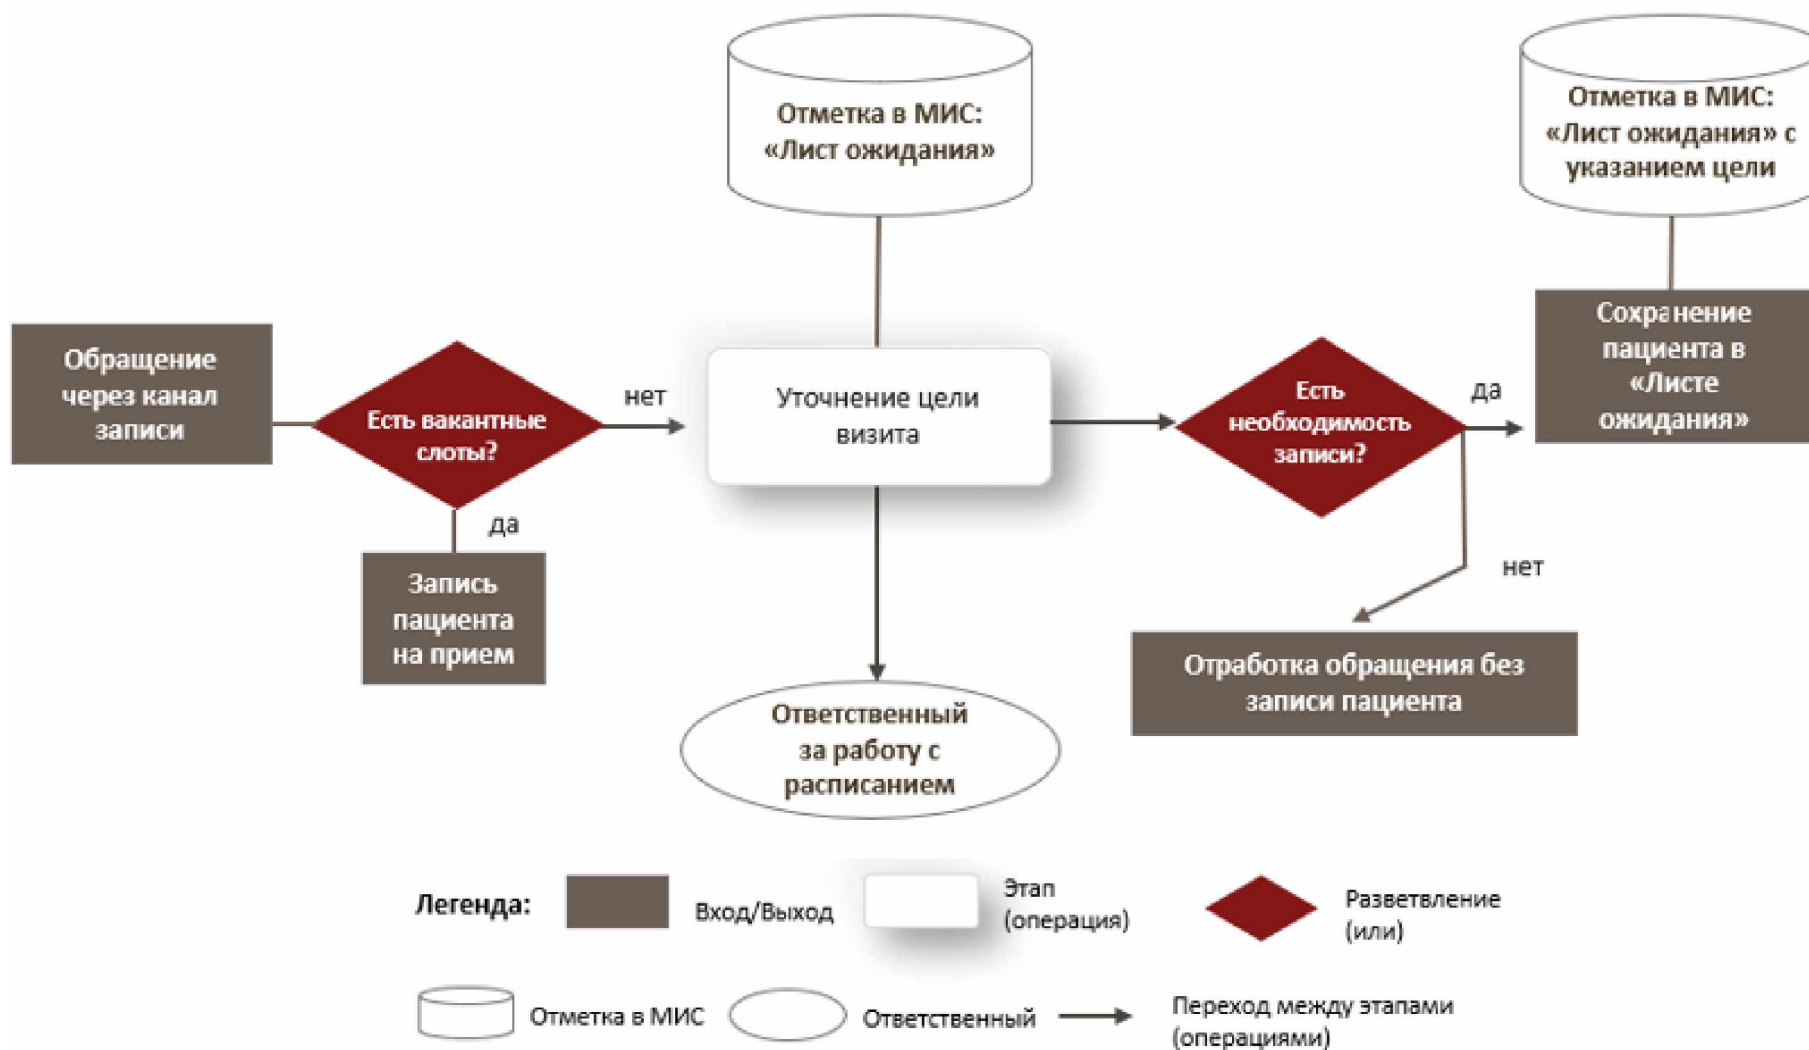 Отметка в МИС:
«Лист ожидания»
Отметка в МИС:
«Лист ожидания» с
указанием цели
Обращение
через канал
записи
Есть вакантные
слоты?
нет
да
Запись
пациента
на прием
Уточнение цели
визита
Ответственный
за работу с
расписанием
Есть
необходимость
записи?
да
Сохранение
пациента в
«Листе
ожидания»
нет
Отработка обращения без
записи пациента
Легенда:
Вход/Выход
Этап
(операция)
Разветвление
(или)
Отметка в МИС
Ответственный
Переход между этапами
(операциями)